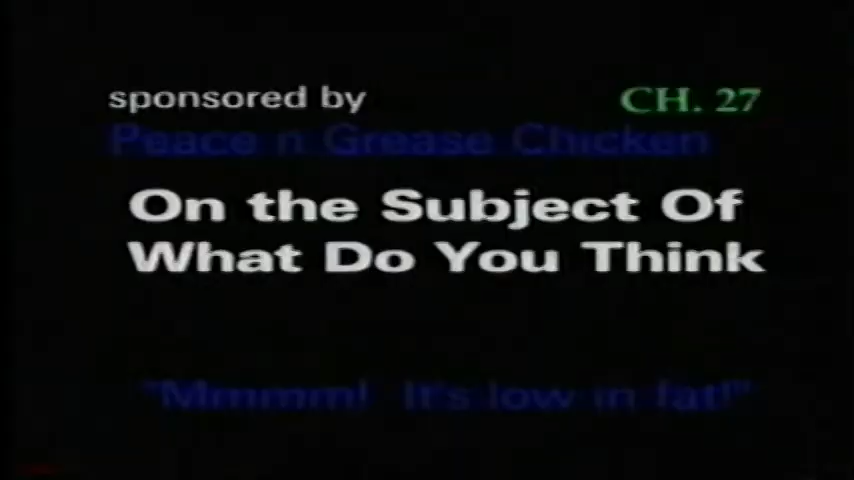 sponsored by CH. 27
Peace n Grease Chicken
On the Subject Of
What Do You Think
"Mmmm! It's low in fat!"